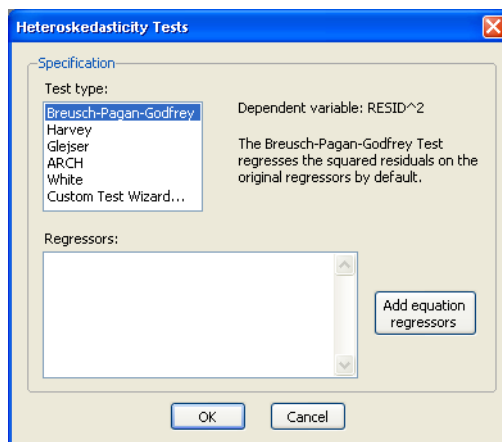 Heteroskedasticity Tests
Specification
Test type:
Breusch-Pagan-Godfrey
Harvey
Glejser
ARCH
White
Custom Test Wizard...
Dependent variable: RESID^2
The Breusch-Pagan-Godfrey Test
regresses the squared residuals on the
original regressors by default.
Regressors:
Add equation
regressors
OK
Cancel